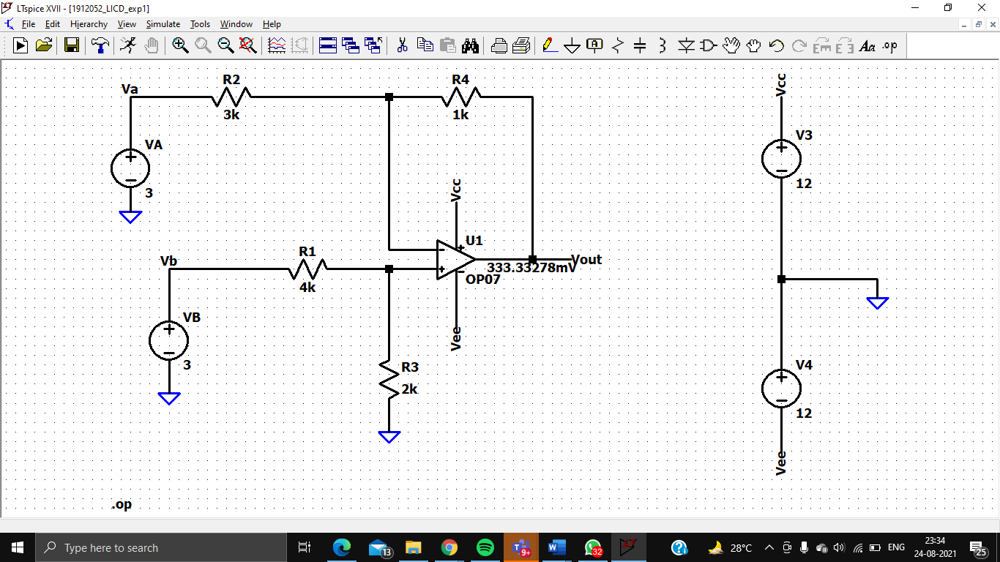 LTspice XVII - [1912052_LICD_exp1]
File Edit Hierarchy View Simulate Tools Window Help
A Aa .op
R2 R4 Vcc
Va
3k 1k
VA V3
3 12
Vcc
U1
Vb R1
Vout
333.33278mV
4k OP07
VB Vee
3 R3 V4
2k
12
Vee
.op
Type here to search
13 9+ 32 28°C ENG 23:34
24-08-2021 25